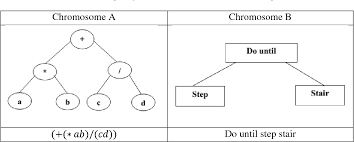 Chromosome A
Chromosome B
+
*
/
a
b
c
d
Do until
Step
Stair
(+(* ab)/(cd))
Do until step stair